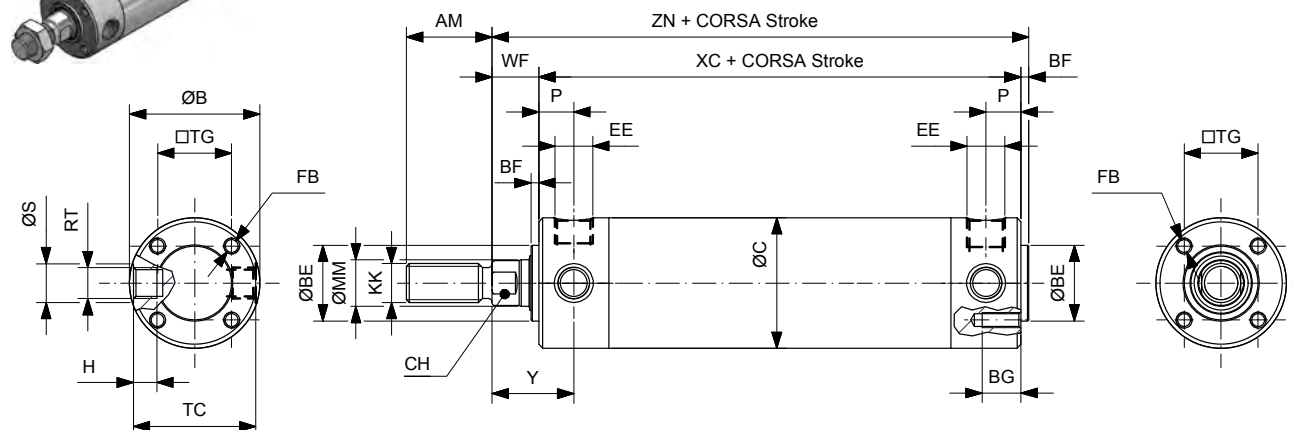 AM
ZN + CORSA Stroke
WF
XC + CORSA Stroke
BF
ØB
P
P
□TG
EE
EE
□TG
BF
FB
FB
ØS
RT
ØBE
ØMM
KK
ØC
ØBE
H
CH
Y
BG
TC